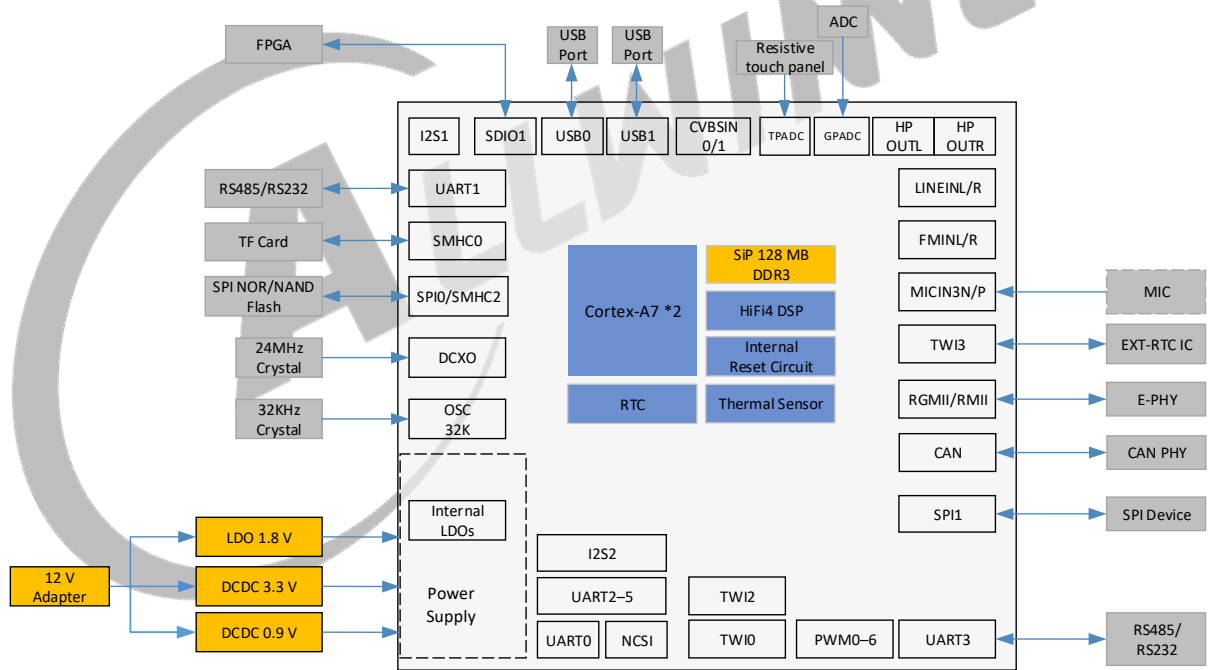 ALLWINE
ADC
FPGA
USB
Port
USB
Port
Resistive
touch panel
I2S1
SDIO1
USB0
USB1
CVBSIN
0/1
TPADC
GPADC
HP
OUTL
HP
OUTR
RS485/RS232
UART1
LINEINL/R
TF Card
SMHC0
FMINL/R
SPI NOR/NAND
Flash
SPI0/SMHC2
Cortex-A7 *2
SiP 128 MB
DDR3
HiFi4 DSP
Internal
Reset Circuit
RTC
Thermal Sensor
MICIN3N/P
MIC
24MHz
Crystal
DCXO
TWI3
EXT-RTC IC
32KHz
Crystal
OSC
32K
RGMII/RMII
E-PHY
CAN
CAN PHY
SPI1
SPI Device
Internal
LDOs
LDO 1.8 V
12 V
Adapter
DCDC 3.3 V
DCDC 0.9 V
Power
Supply
I2S2
UART2–5
TWI2
UART0
NCSI
TWI0
PWM0–6
UART3
RS485/
RS232